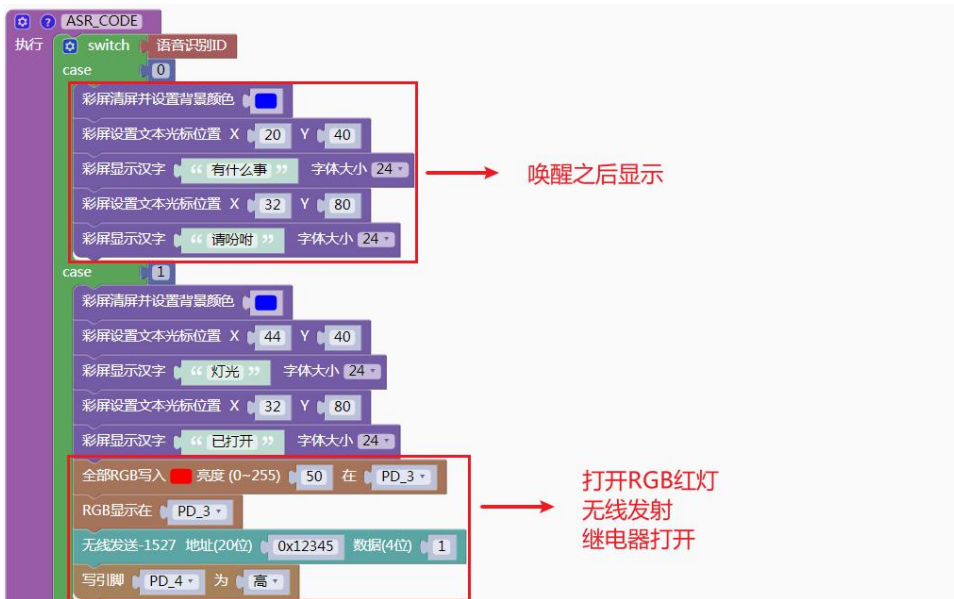 ASR_CODE
执行 switch 语音识别ID
case 0
彩屏清屏并设置背景颜色
彩屏设置文本光标位置 X 20 Y 40
彩屏显示汉字 “ 有什么事 ” 字体大小 24
唤醒之后显示
彩屏设置文本光标位置 X 32 Y 80
彩屏显示汉字 “ 请吩咐 ” 字体大小 24
case 1
彩屏清屏并设置背景颜色
彩屏设置文本光标位置 X 44 Y 40
彩屏显示汉字 “ 灯光 ” 字体大小 24
彩屏设置文本光标位置 X 32 Y 80
彩屏显示汉字 “ 已打开 ” 字体大小 24
全部RGB写入 亮度 (0~255) 50 在 PD_3
RGB显示在 PD_3
无线发送-1527 地址(20位) 0x12345 数据(4位) 1
写引脚 PD_4 为 高
打开RGB红灯
无线发射
继电器打开